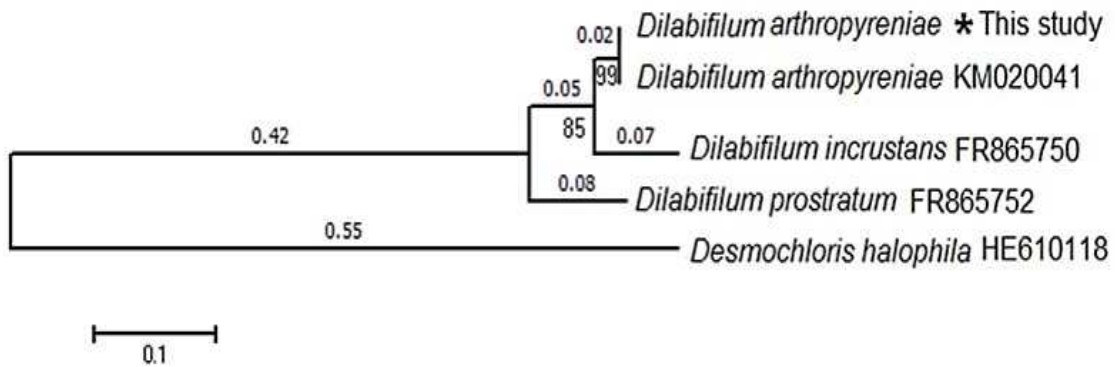 0.02 Dilabifilum arthropyreniae * This study
99 Dilabifilum arthropyreniae KM020041
0.05
85
0.07 Dilabifilum incrustans FR865750
0.42
0.08 Dilabifilum prostratum FR865752
0.55 Desmochloris halophila HE610118
0.1